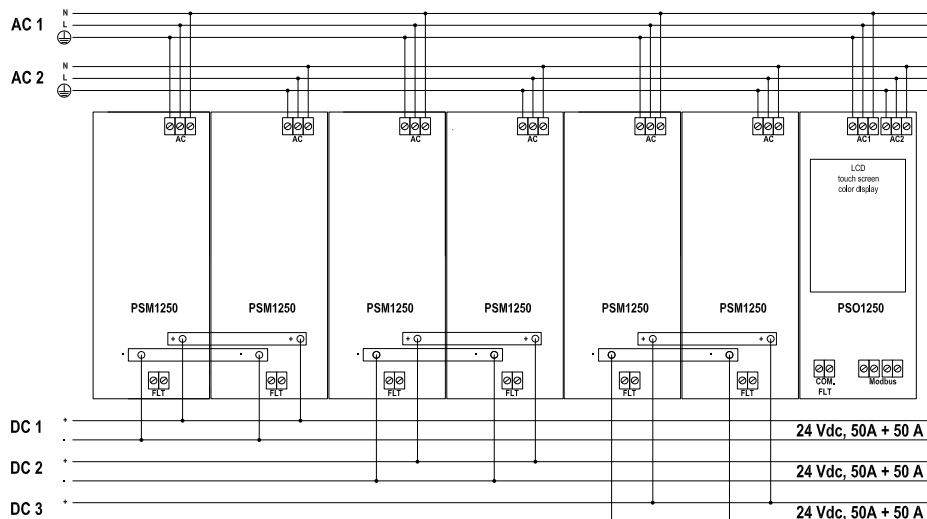 N
AC 1 L
N
AC 2 L
AC AC AC AC AC AC AC1 AC2
LCD
touch screen
color display
PSM1250 PSM1250 PSM1250 PSM1250 PSM1250 PSM1250 PSO1250
+ + + + + +
- - - - - -
FLT FLT FLT FLT FLT FLT COM. Modbus
FLT
DC 1 + 24 Vdc, 50A + 50 A
-
DC 2 + 24 Vdc, 50A + 50 A
-
DC 3 + 24 Vdc, 50A + 50 A